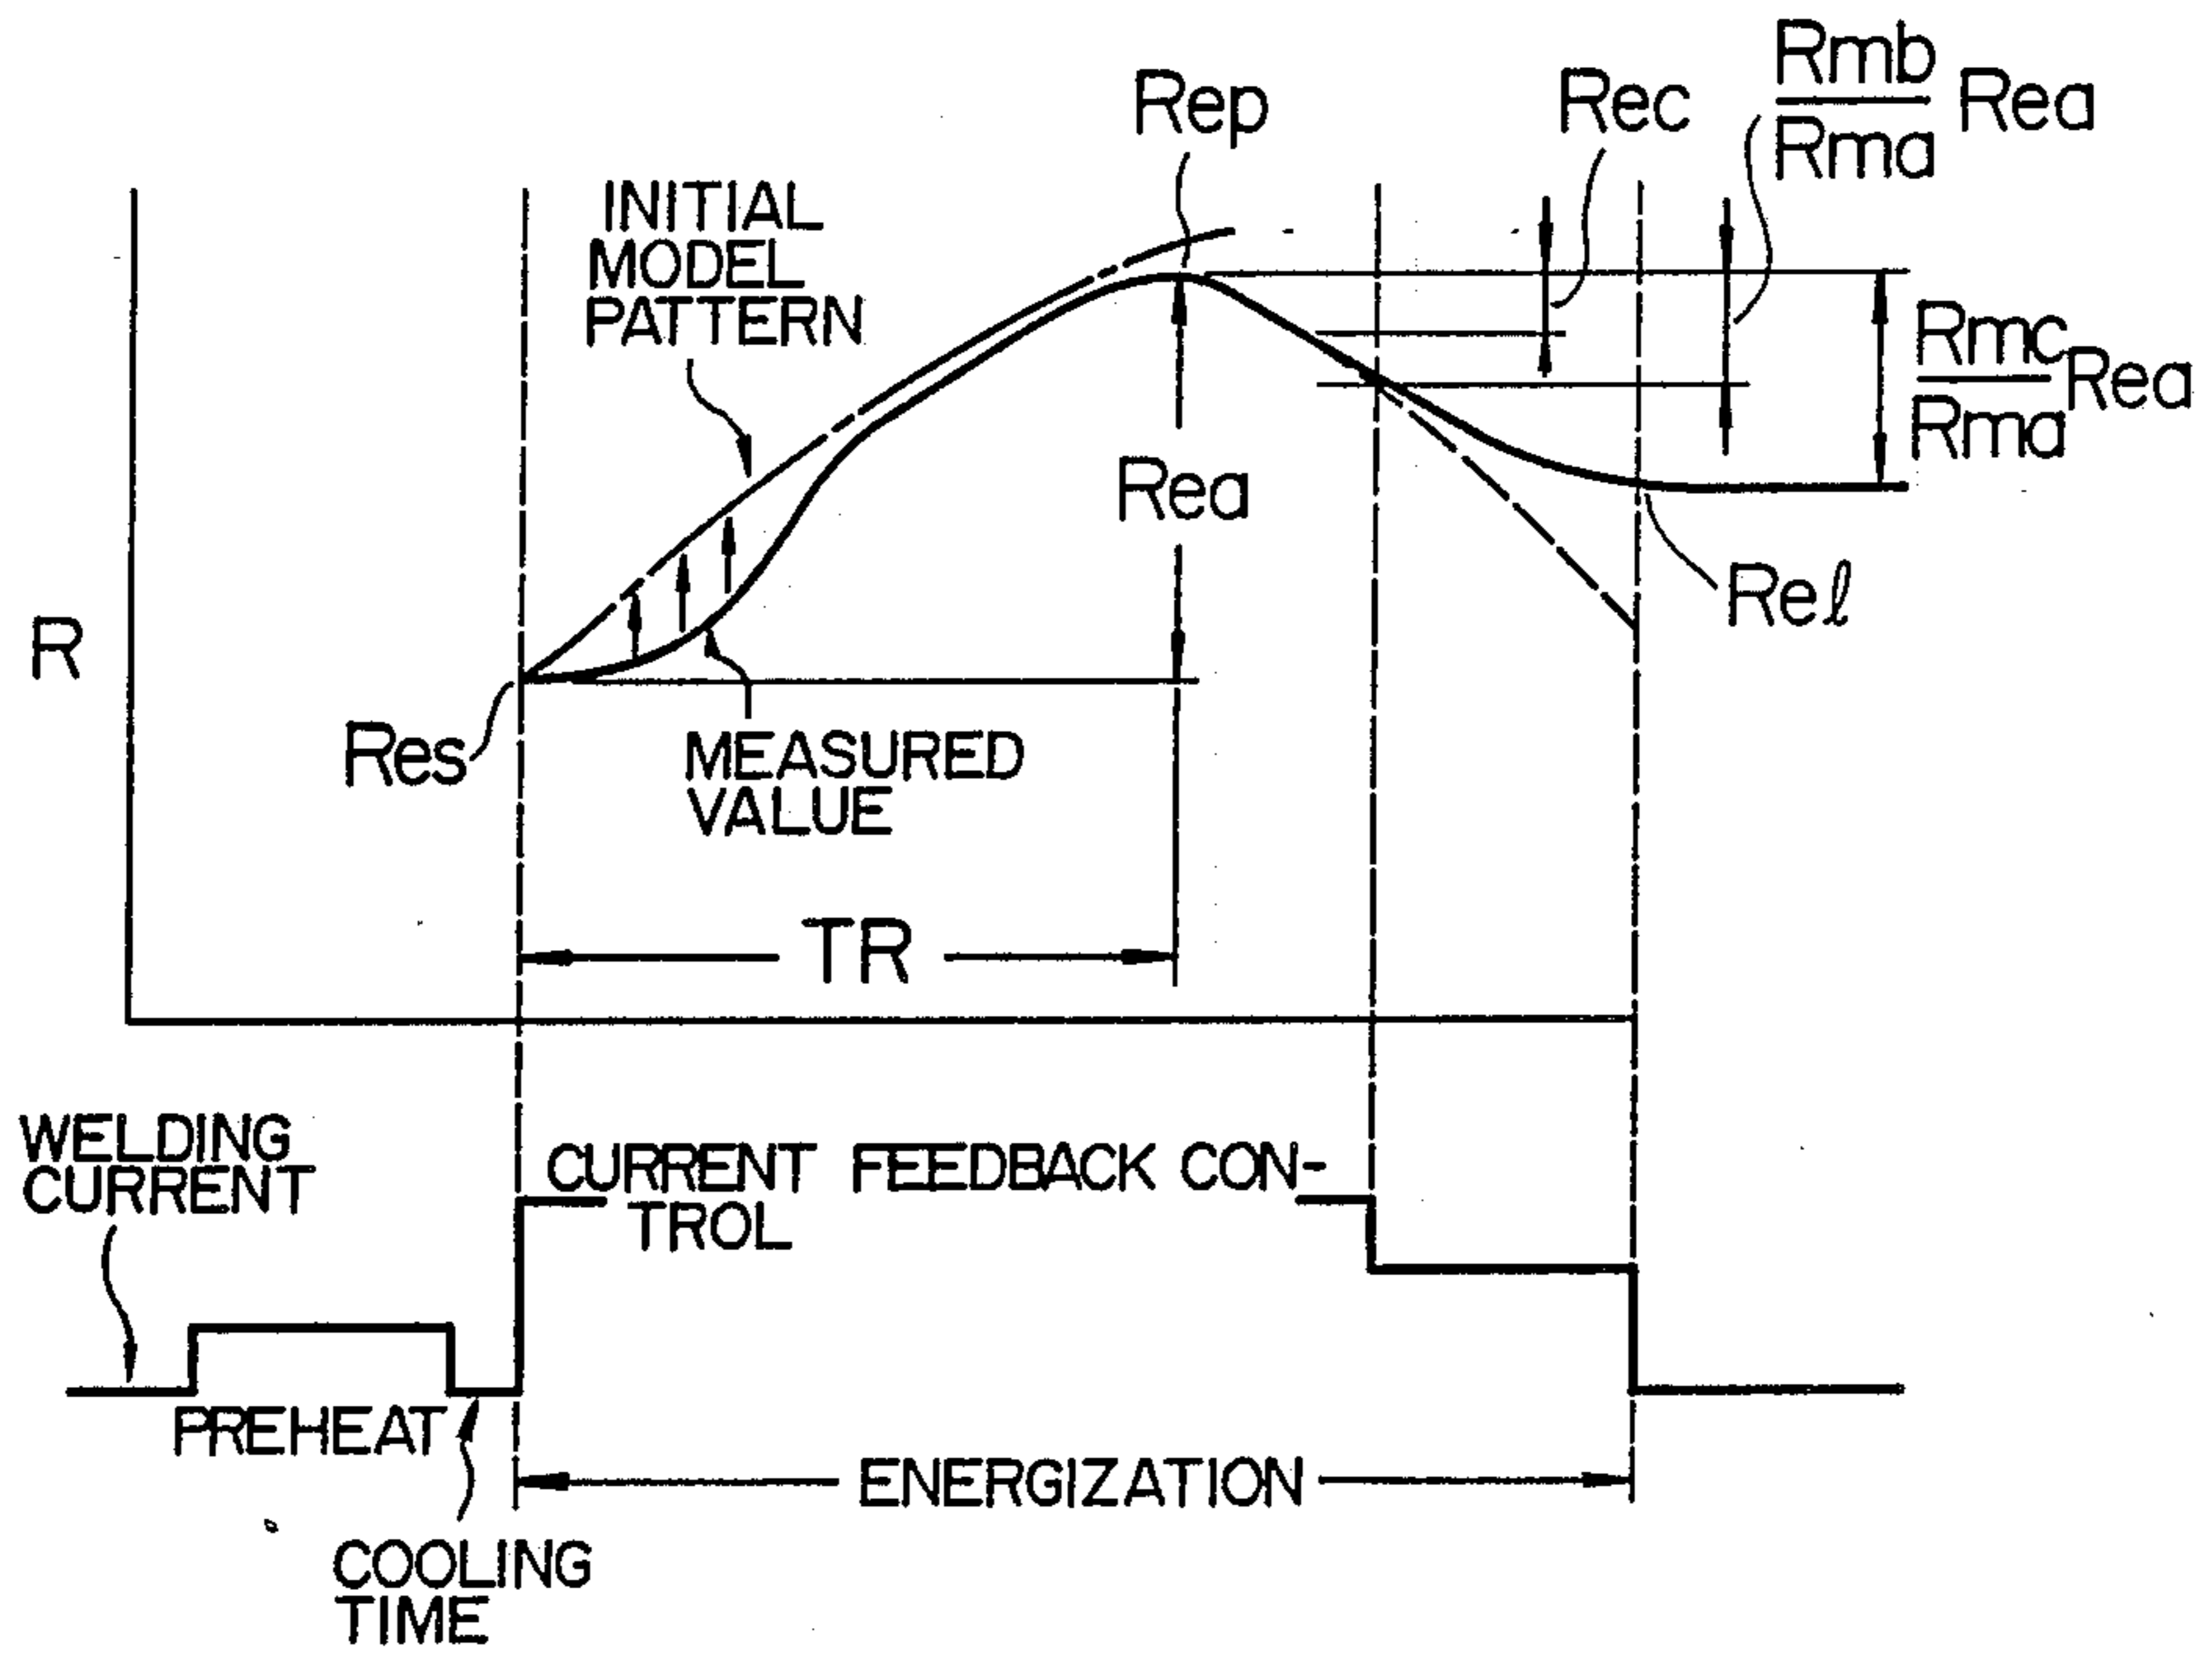 Rmb
Rep Rec Rea
Rma
INITIAL
MODEL
PATTERN
Rmc
Rea
Rma
Rea
Reℓ
R
Res
MEASURED
VALUE
TR
WELDING
CURRENT
CURRENT FEEDBACK CON-
TROL
PREHEAT
ENERGIZATION
COOLING
TIME